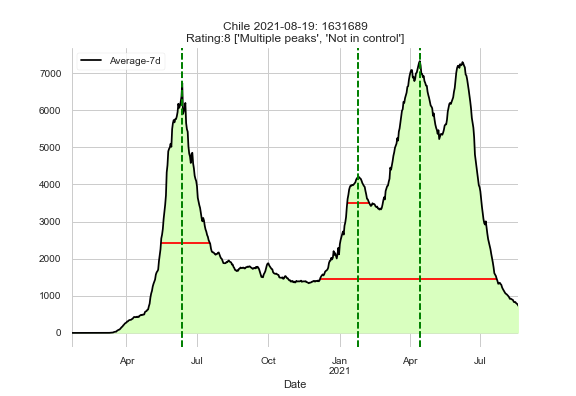 Chile 2021-08-19: 1631689
Rating:8 ['Multiple peaks', 'Not in control']
Average-7d
7000
6000
5000
4000
3000
2000
1000
0
Apr Jul Oct Jan Apr Jul
2021
Date